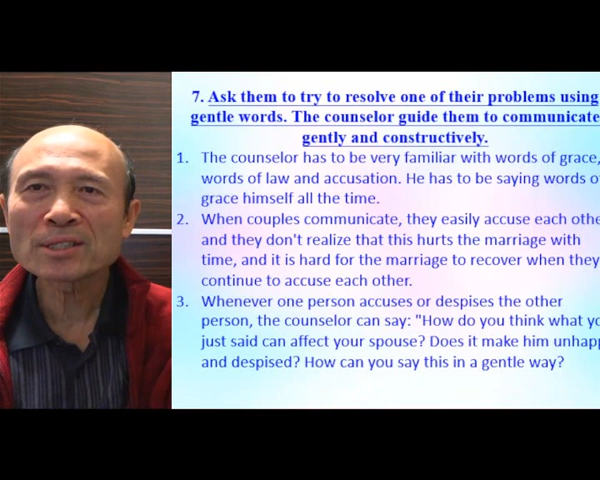 7. Ask them to try to resolve one of their problems using
gentle words. The counselor guide them to communicate
gently and constructively.
1. The counselor has to be very familiar with words of grace,
words of law and accusation. He has to be saying words of
grace himself all the time.
2. When couples communicate, they easily accuse each othe
and they don't realize that this hurts the marriage with
time, and it is hard for the marriage to recover when they
continue to accuse each other.
3. Whenever one person accuses or despises the other
person, the counselor can say: "How do you think what yo
just said can affect your spouse? Does it make him unhapp
and despised? How can you say this in a gentle way?